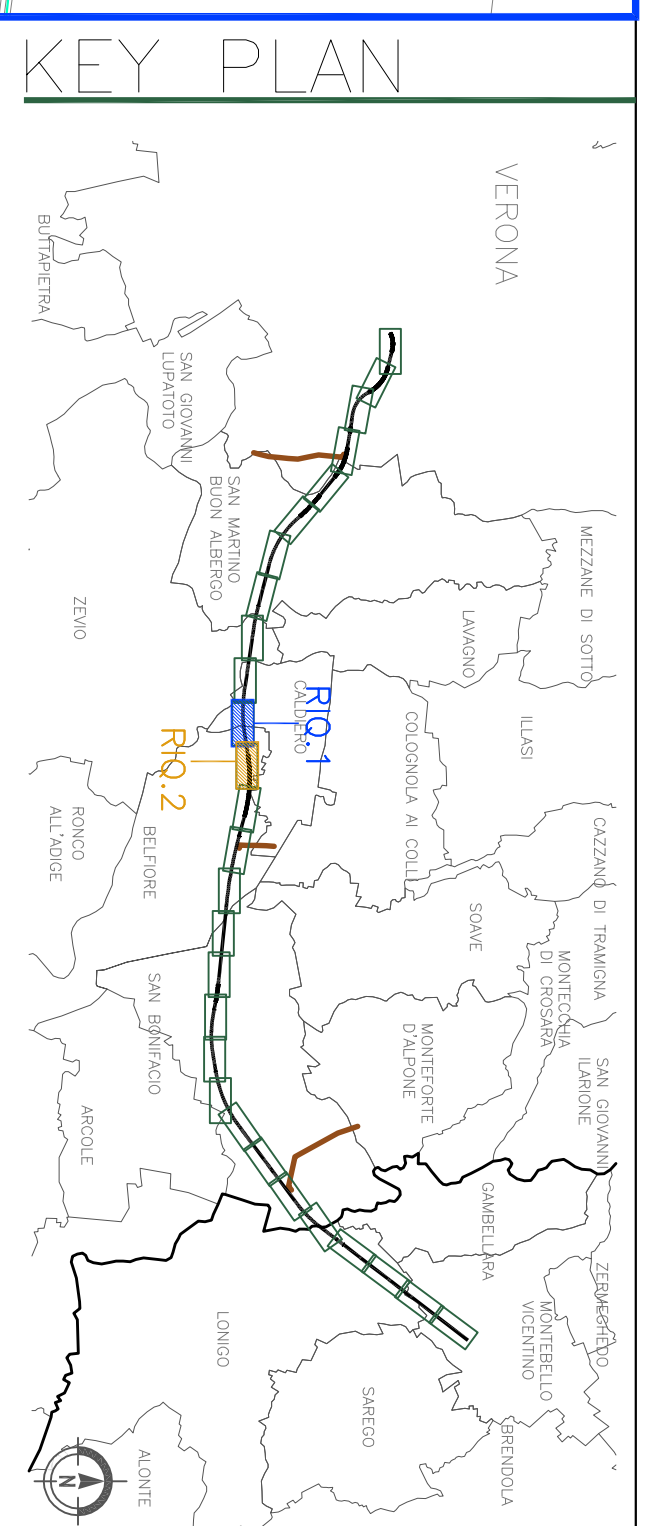 KEY PLAN
VERONA
BUTTAPIETRA
SAN GIOVANNI
LUPATOTO
SAN MARTINO
BUON ALBERGO
MEZZANE DI SOTTO
ZEVIO
LAVAGNO
CALDIERO
RIQ.1
RIQ.2
ILLASI
COLOGNOLA AI COLLI
RONCO
ALL'ADIGE
BELFIORE
CAZZANO DI TRAMIGNA
SOAVE
MONTECCHIA
DI CROSARA
SAN BONIFACIO
MONTEFORTE
D'ALPONE
SAN GIOVANNI
ILARIONE
ARCOLE
GAMBELLARA
ZERMEGHEDO
MONTEBELLO
VICENTINO
LONIGO
SAREGO
BRENDOLA
ALONTE
N